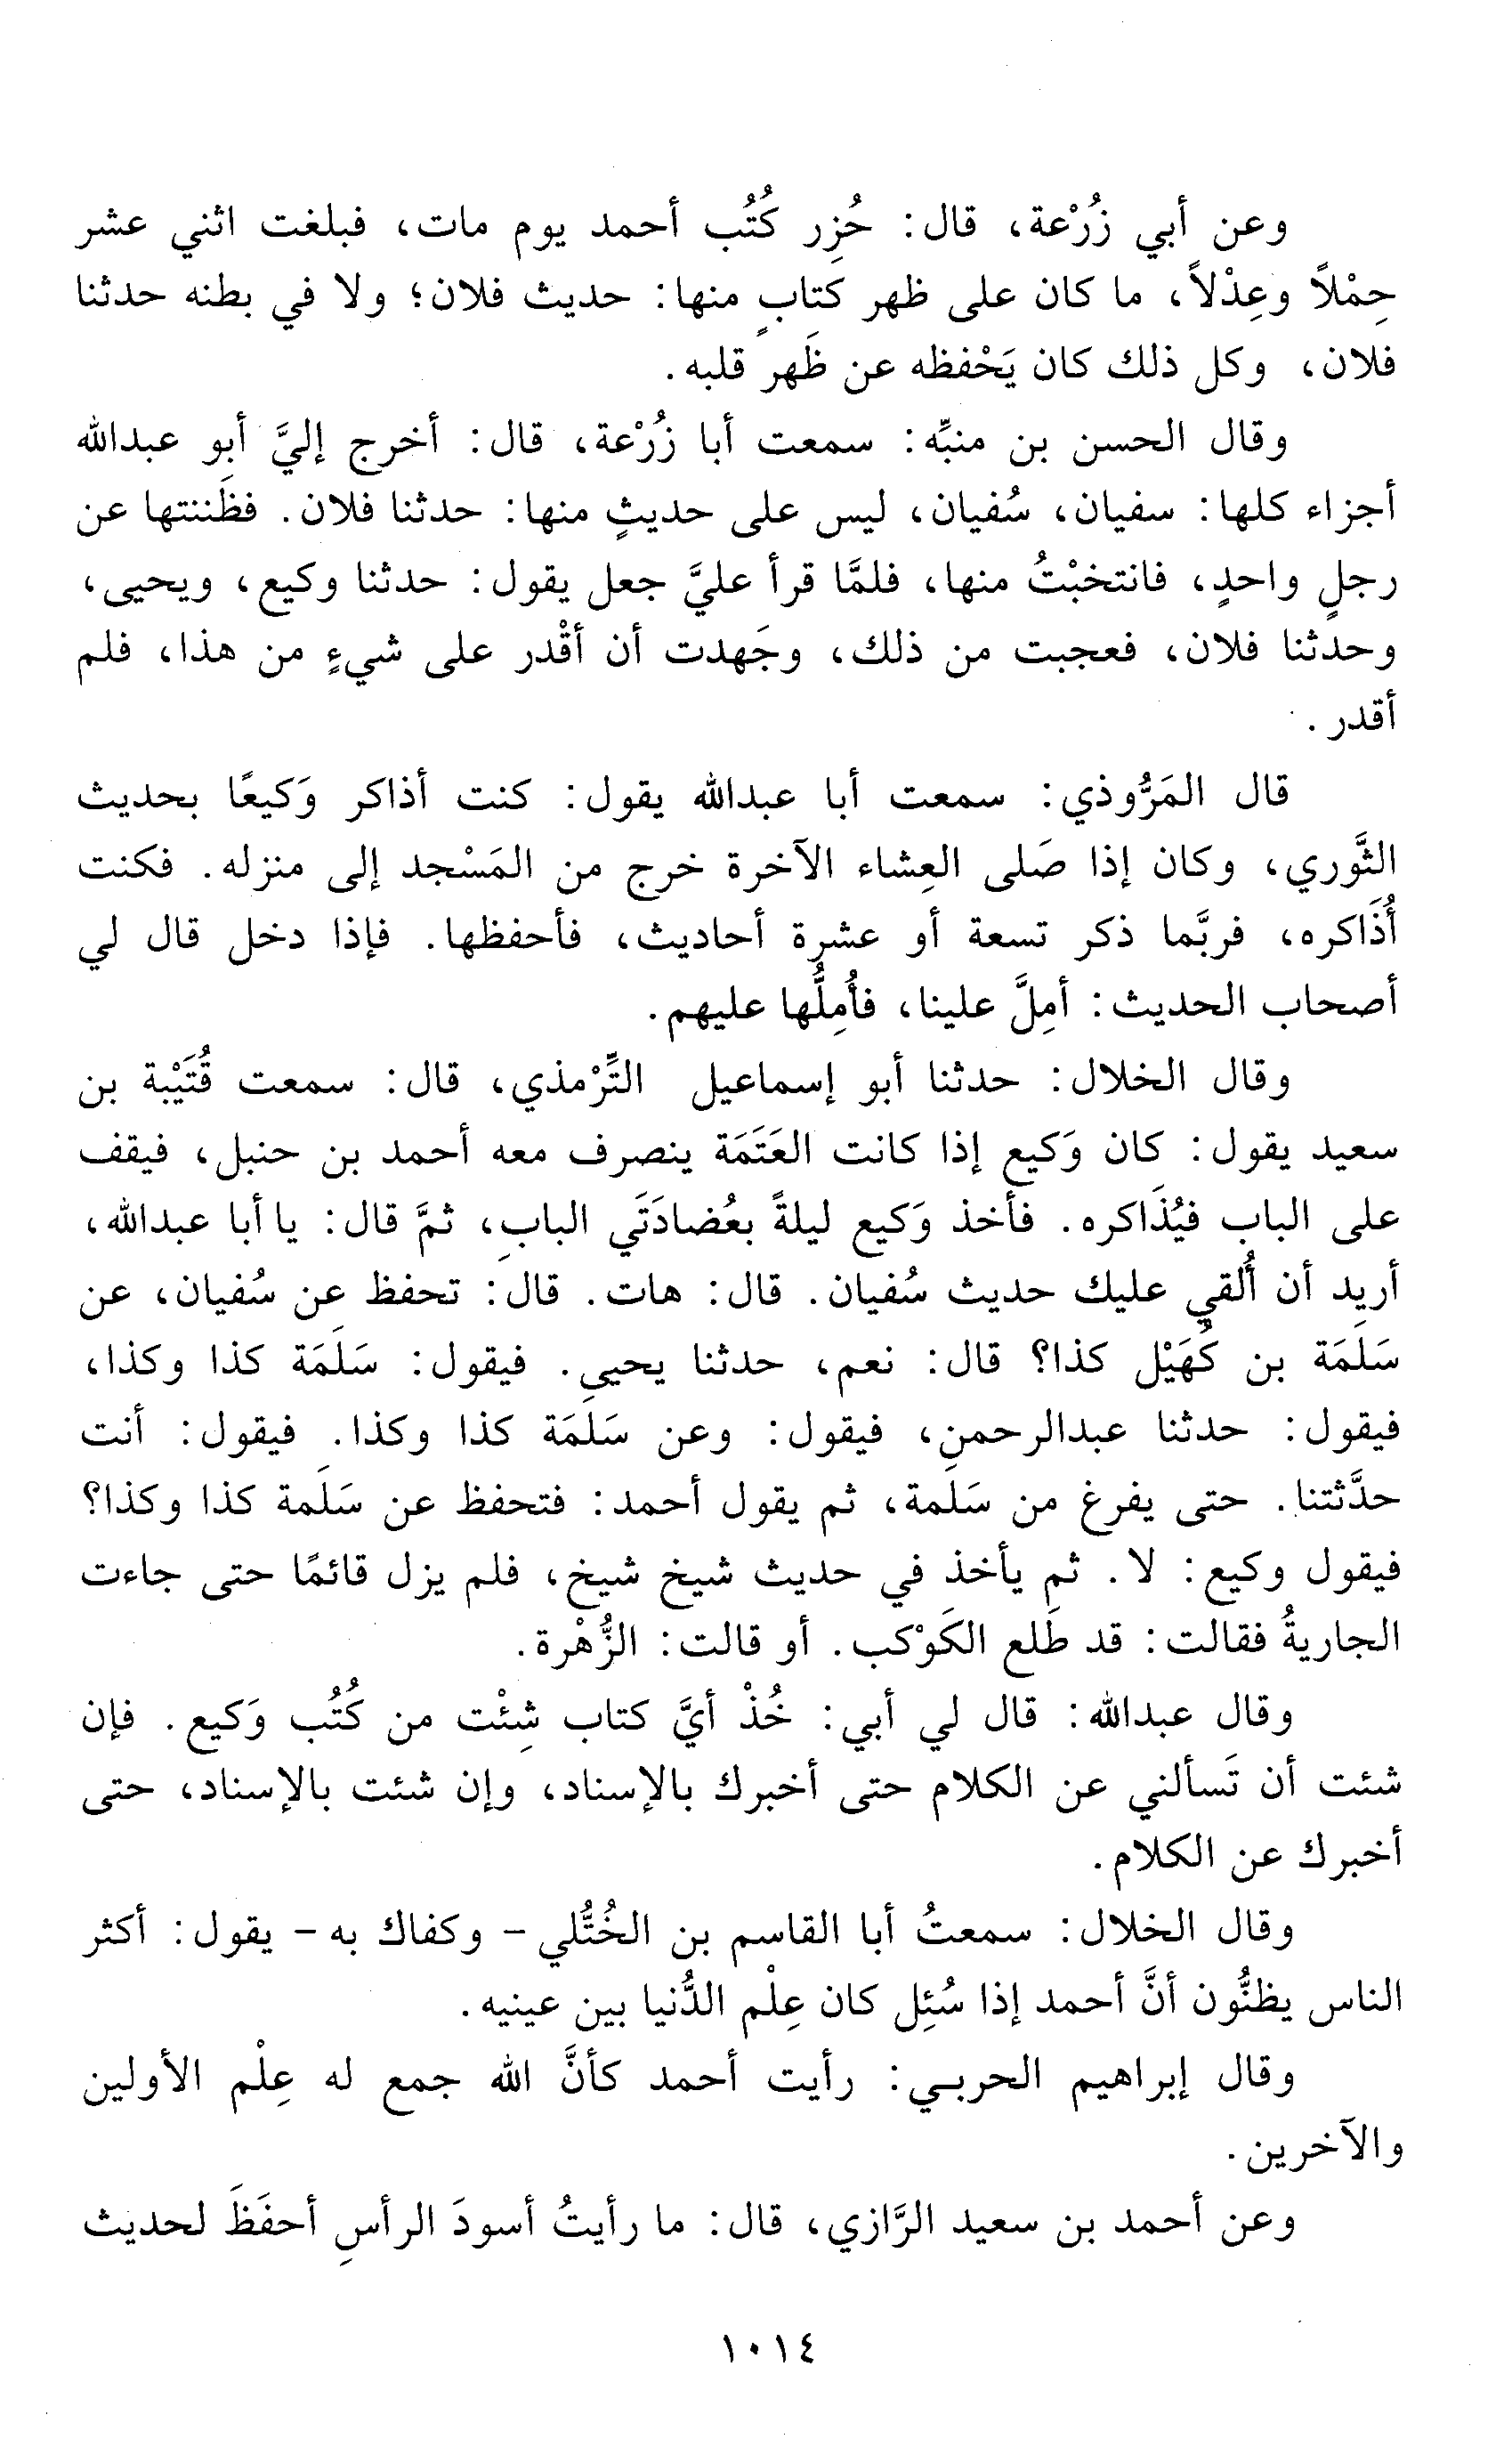 وعن أبي زُرْعة، قال: حُزِر كُتُب أحمد يوم مات، فبلغت اثني عشر
حِمْلاً وعِدْلاً، ما كان على ظهر كتابٍ منها: حديث فلان؛ ولا في بطنه حدثنا
فلان، وكل ذلك كان يَحْفظه عن ظَهر قلبه.
وقال الحسن بن منبِّه: سمعت أبا زُرْعة، قال: أخرج إليَّ أبو عبدالله
أجزاء كلها: سفيان، سُفيان، ليس على حديثٍ منها: حدثنا فلان. فظَننتها عن
رجلٍ واحدٍ، فانتخبْتُ منها، فلمَّا قرأ عليَّ جعل يقول: حدثنا وكيع، ويحيى،
وحدثنا فلان، فعجبت من ذلك، وجَهدت أن أقْدر على شيءٍ من هذا، فلم
أقدر.
قال المَرُّوذي: سمعت أبا عبدالله يقول: كنت أذاكر وَكيعًا بحديث
الثَّوري، وكان إذا صَلى العِشاء الآخرة خرج من المَسْجد إلى منزله. فكنت
أُذَاكره، فربَّما ذكر تسعة أو عشرة أحاديث، فأحفظها. فإذا دخل قال لي
أصحاب الحديث: أمِلَّ علينا، فأُمِلُّها عليهم.
وقال الخلال: حدثنا أبو إسماعيل التِّرْمذي، قال: سمعت قُتَيْبة بن
سعيد يقول: كان وَكيع إذا كانت العَتَمَة ينصرف معه أحمد بن حنبل، فيقف
على الباب فيُذَاكره. فأخذ وَكيع ليلةً بعُضادَتَي البابِ، ثمَّ قال: يا أبا عبدالله،
أريد أن أُلقي عليك حديث سُفيان. قال: هات. قال: تحفظ عن سُفيان، عن
سَلَمَة بن كُهَيْل كذا؟ قال: نعم، حدثنا يحيى. فيقول: سَلَمَة كذا وكذا،
فيقول: حدثنا عبدالرحمن، فيقول: وعن سَلَمَة كذا وكذا. فيقول: أنت
حدَّثتنا. حتى يفرغ من سَلَمة، ثم يقول أحمد: فتحفظ عن سَلَمة كذا وكذا؟
فيقول وكيع: لا. ثم يأخذ في حديث شيخ شيخ، فلم يزل قائمًا حتى جاءت
الجاريةُ فقالت: قد طَلع الكَوْكب. أو قالت: الزُّهْرة.
وقال عبدالله: قال لي أبي: خُذْ أيَّ كتاب شِئْت من كُتُب وَكيع. فإن
شئت أن تَسألني عن الكلام حتى أخبرك بالإسناد، وإن شئت بالإسناد، حتى
أخبرك عن الكلام.
وقال الخلال: سمعتُ أبا القاسم بن الخُتُّلي - وكفاك به - يقول: أكثر
الناس يظنُّون أنَّ أحمد إذا سُئِل كان عِلْم الدُّنيا بين عينيه.
وقال إبراهيم الحربي: رأيت أحمد كأنَّ الله جمع له عِلْم الأولين
والآخرين.
وعن أحمد بن سعيد الرَّازي، قال: ما رأيتُ أسودَ الرأسِ أحفَظَ لحديث
١٠١٤